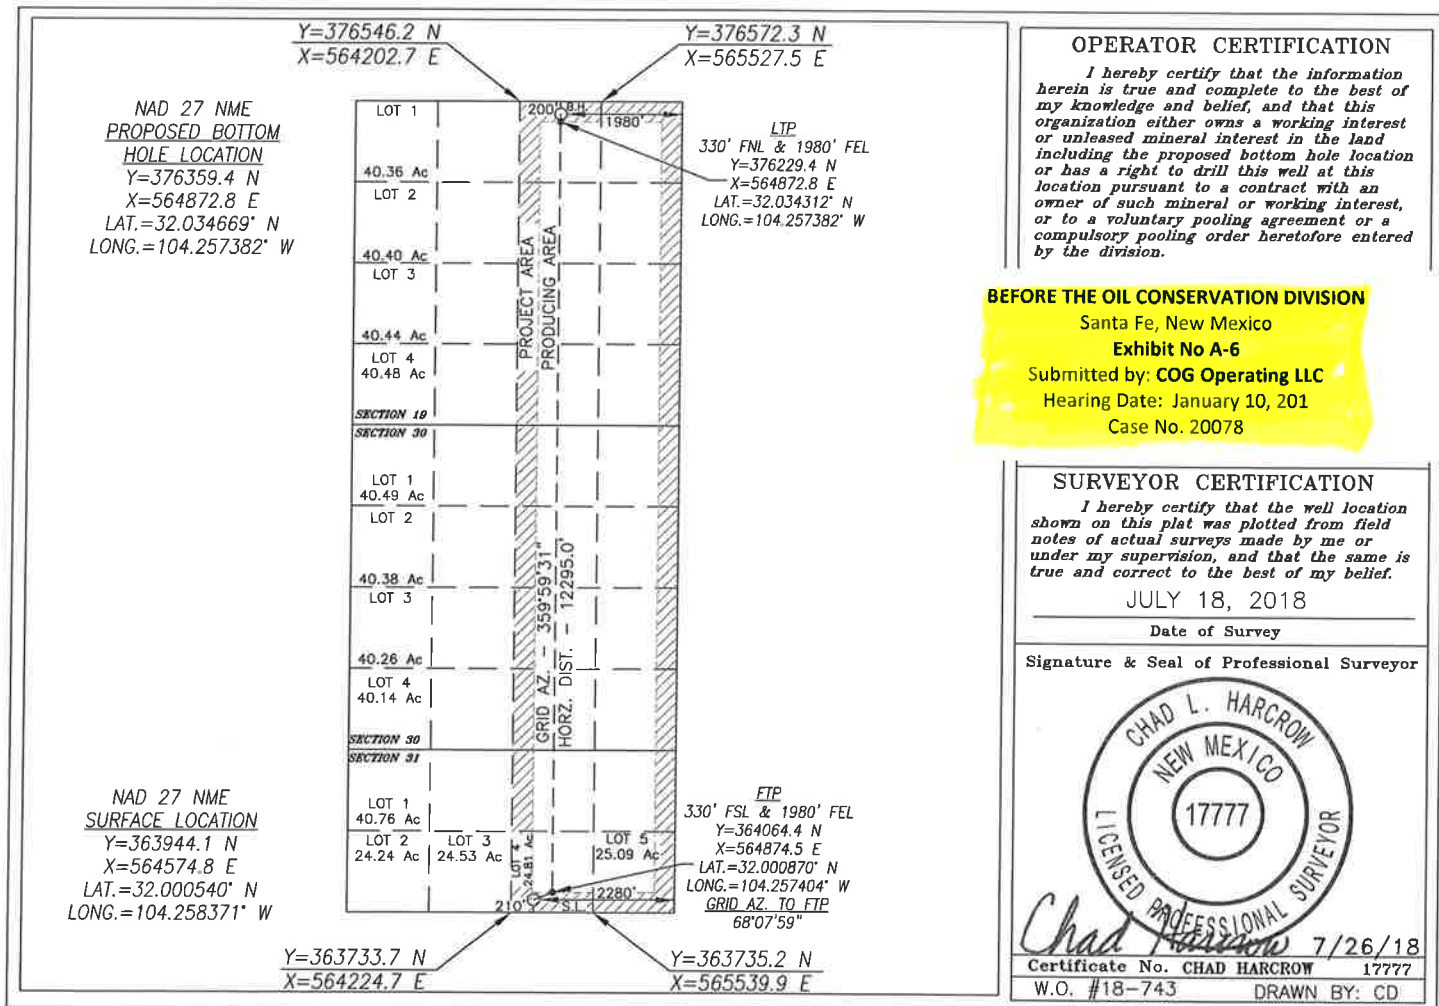 Y=376546.2 N
X=564202.7 E
Y=376572.3 N
X=565527.5 E
NAD 27 NME
PROPOSED BOTTOM
HOLE LOCATION
Y=376359.4 N
X=564872.8 E
LAT.=32.034669° N
LONG.=104.257382° W
LOT 1
40.36 Ac
LOT 2
40.40 Ac
LOT 3
40.44 Ac
LOT 4
40.48 Ac
SECTION 19
SECTION 30
LOT 1
40.49 Ac
LOT 2
40.38 Ac
LOT 3
40.26 Ac
LOT 4
40.14 Ac
SECTION 30
SECTION 31
LOT 1
40.76 Ac
LOT 2
24.24 Ac
LOT 3
24.53 Ac
LOT 4
24.81 Ac
LOT 5
25.09 Ac
200'
B.H.
1980'
PROJECT AREA
PRODUCING AREA
GRID AZ. - 359°59'31"
HORZ. DIST. - 12295.0'
210'
S.L.
2280'
LTP
330' FNL & 1980' FEL
Y=376229.4 N
X=564872.8 E
LAT.=32.034312° N
LONG.=104.257382° W
NAD 27 NME
SURFACE LOCATION
Y=363944.1 N
X=564574.8 E
LAT.=32.000540° N
LONG.=104.258371° W
FTP
330' FSL & 1980' FEL
Y=364064.4 N
X=564874.5 E
LAT.=32.000870° N
LONG.=104.257404° W
GRID AZ. TO FTP
68°07'59"
Y=363733.7 N
X=564224.7 E
Y=363735.2 N
X=565539.9 E
OPERATOR CERTIFICATION
I hereby certify that the information
herein is true and complete to the best of
my knowledge and belief, and that this
organization either owns a working interest
or unleased mineral interest in the land
including the proposed bottom hole location
or has a right to drill this well at this
location pursuant to a contract with an
owner of such mineral or working interest,
or to a voluntary pooling agreement or a
compulsory pooling order heretofore entered
by the division.
BEFORE THE OIL CONSERVATION DIVISION
Santa Fe, New Mexico
Exhibit No A-6
Submitted by: COG Operating LLC
Hearing Date: January 10, 201
Case No. 20078
SURVEYOR CERTIFICATION
I hereby certify that the well location
shown on this plat was plotted from field
notes of actual surveys made by me or
under my supervision, and that the same is
true and correct to the best of my belief.
JULY 18, 2018
Date of Survey
Signature & Seal of Professional Surveyor
CHAD L. HARCROW
NEW MEXICO
17777
LICENSED PROFESSIONAL SURVEYOR
Chad Harcrow 7/26/18
Certificate No. CHAD HARCROW 17777
W.O. #18-743 DRAWN BY: CD